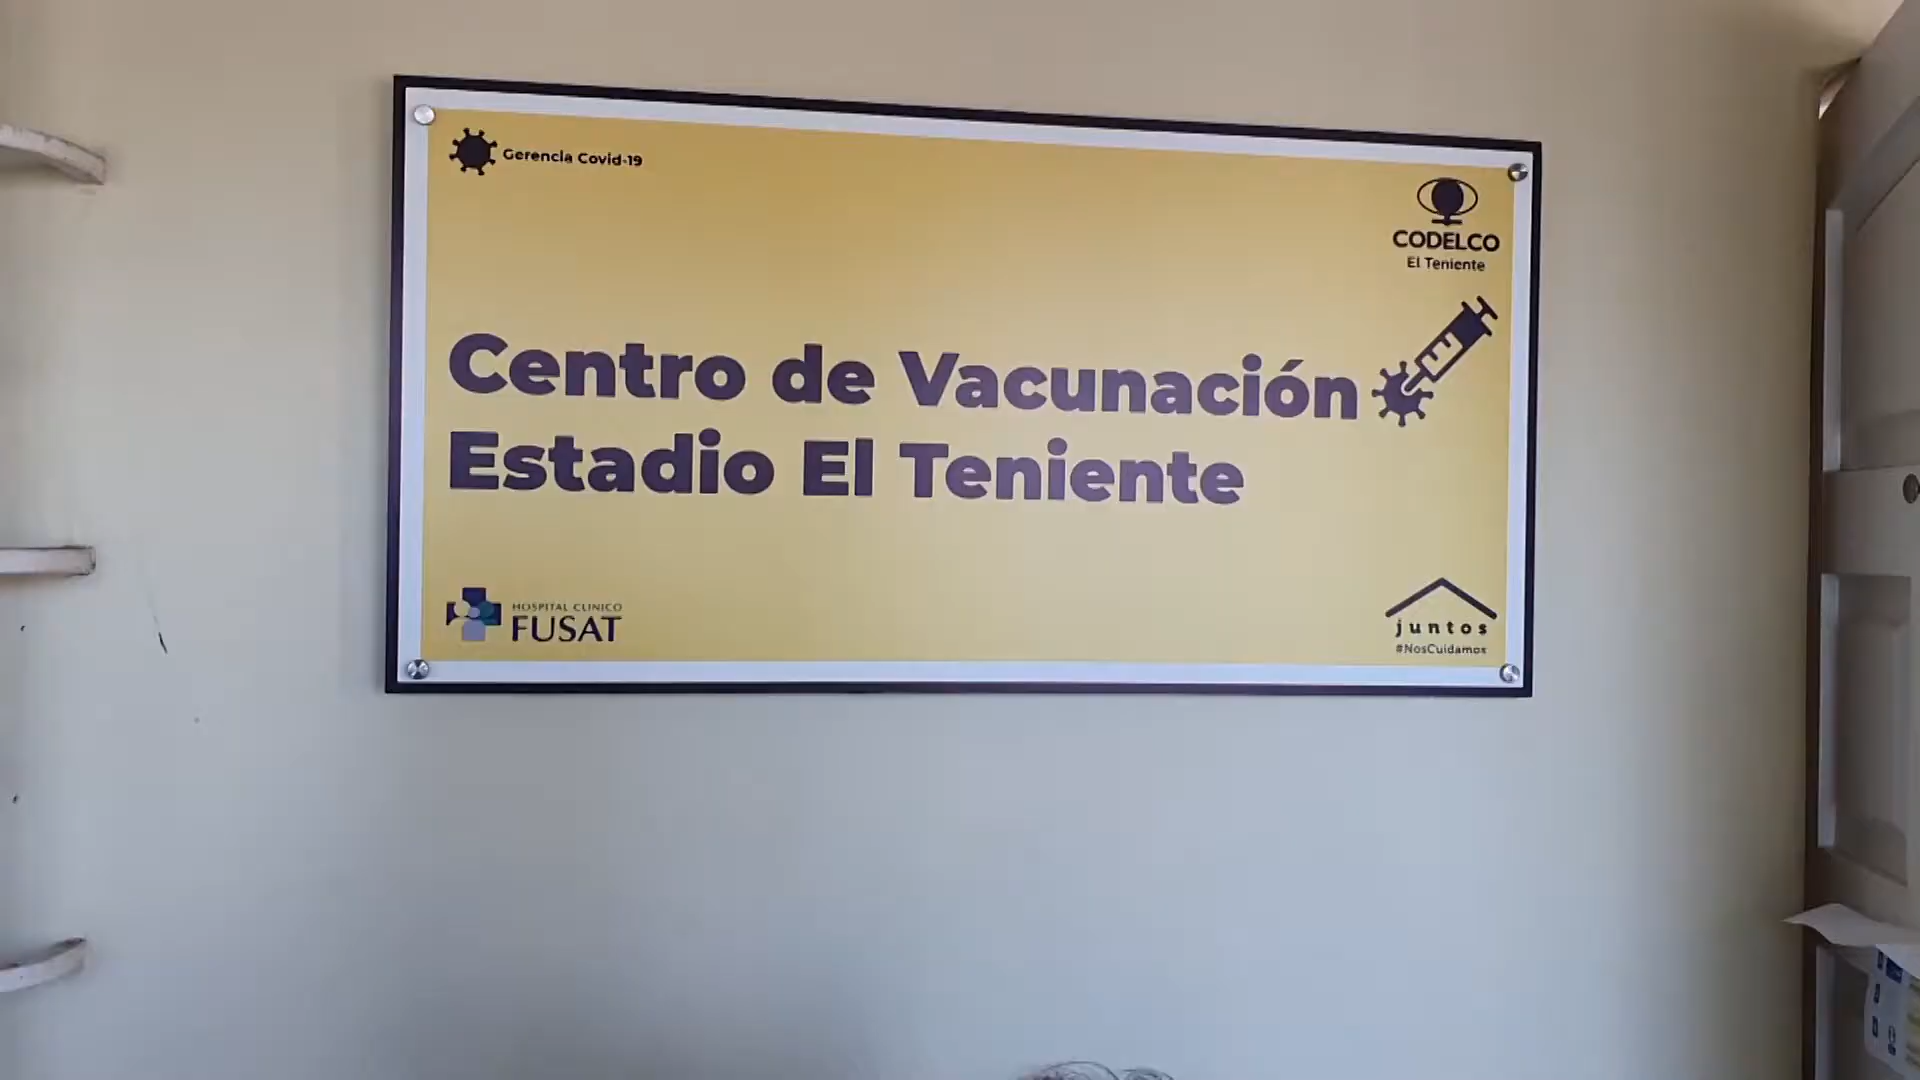 Gerencia Covid-19
CODELCO
El Teniente
Centro de Vacunación
Estadio El Teniente
HOSPITAL CLINICO
FUSAT
juntos
#NosCuidamos